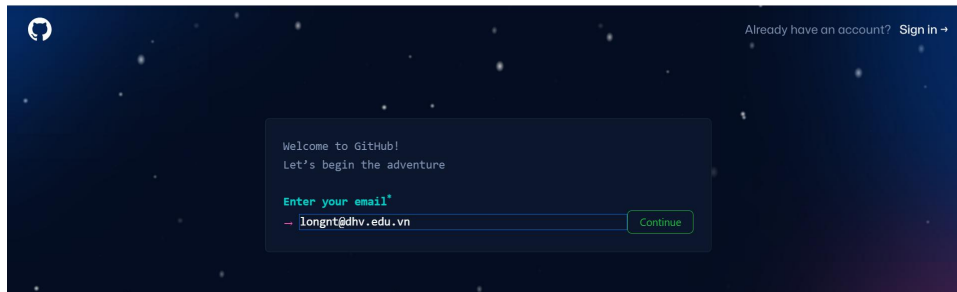 Already have an account? Sign in →
Welcome to GitHub!
Let's begin the adventure
Enter your email*
→ longnt@dhv.edu.vn
Continue